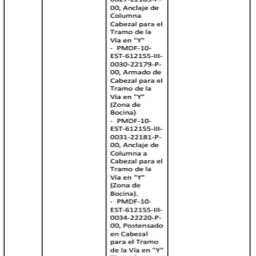 0027-22185-P-
00, Anclaje de
Columna
Cabezal para el
Tramo de la
Vía en "Y"
- PMDF-10-
EST-612155-III-
0030-22179-P-
00, Armado de
Cabezal para el
Tramo de la
Vía en "Y"
(Zona de
Bocina)
- PMDF-10-
EST-612155-III-
0031-22181-P-
00, Anclaje de
Columna a
Cabezal para el
Tramo de la
Vía en "Y"
(Zona de
Bocina).
- PMDF-10-
EST-612155-III-
0034-22220-P-
00, Postensado
en Cabezal
para el Tramo
de la Vía en "Y"